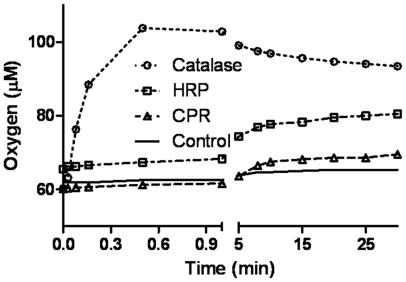 Oxygen (µM)
100
80
60
Catalase
HRP
CPR
Control
0.0 0.3 0.6 0.9 5 15 25
Time (min)